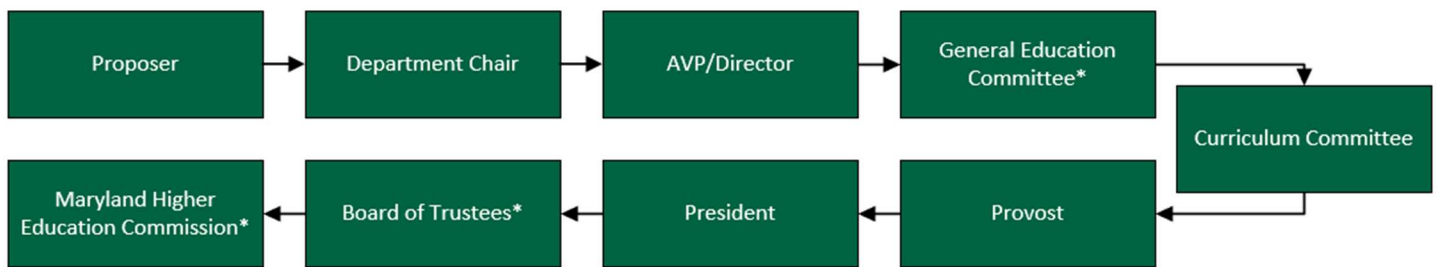 Proposer
Department Chair
AVP/Director
General Education
Committee*
Curriculum Committee
Provost
President
Board of Trustees*
Maryland Higher
Education Commission*